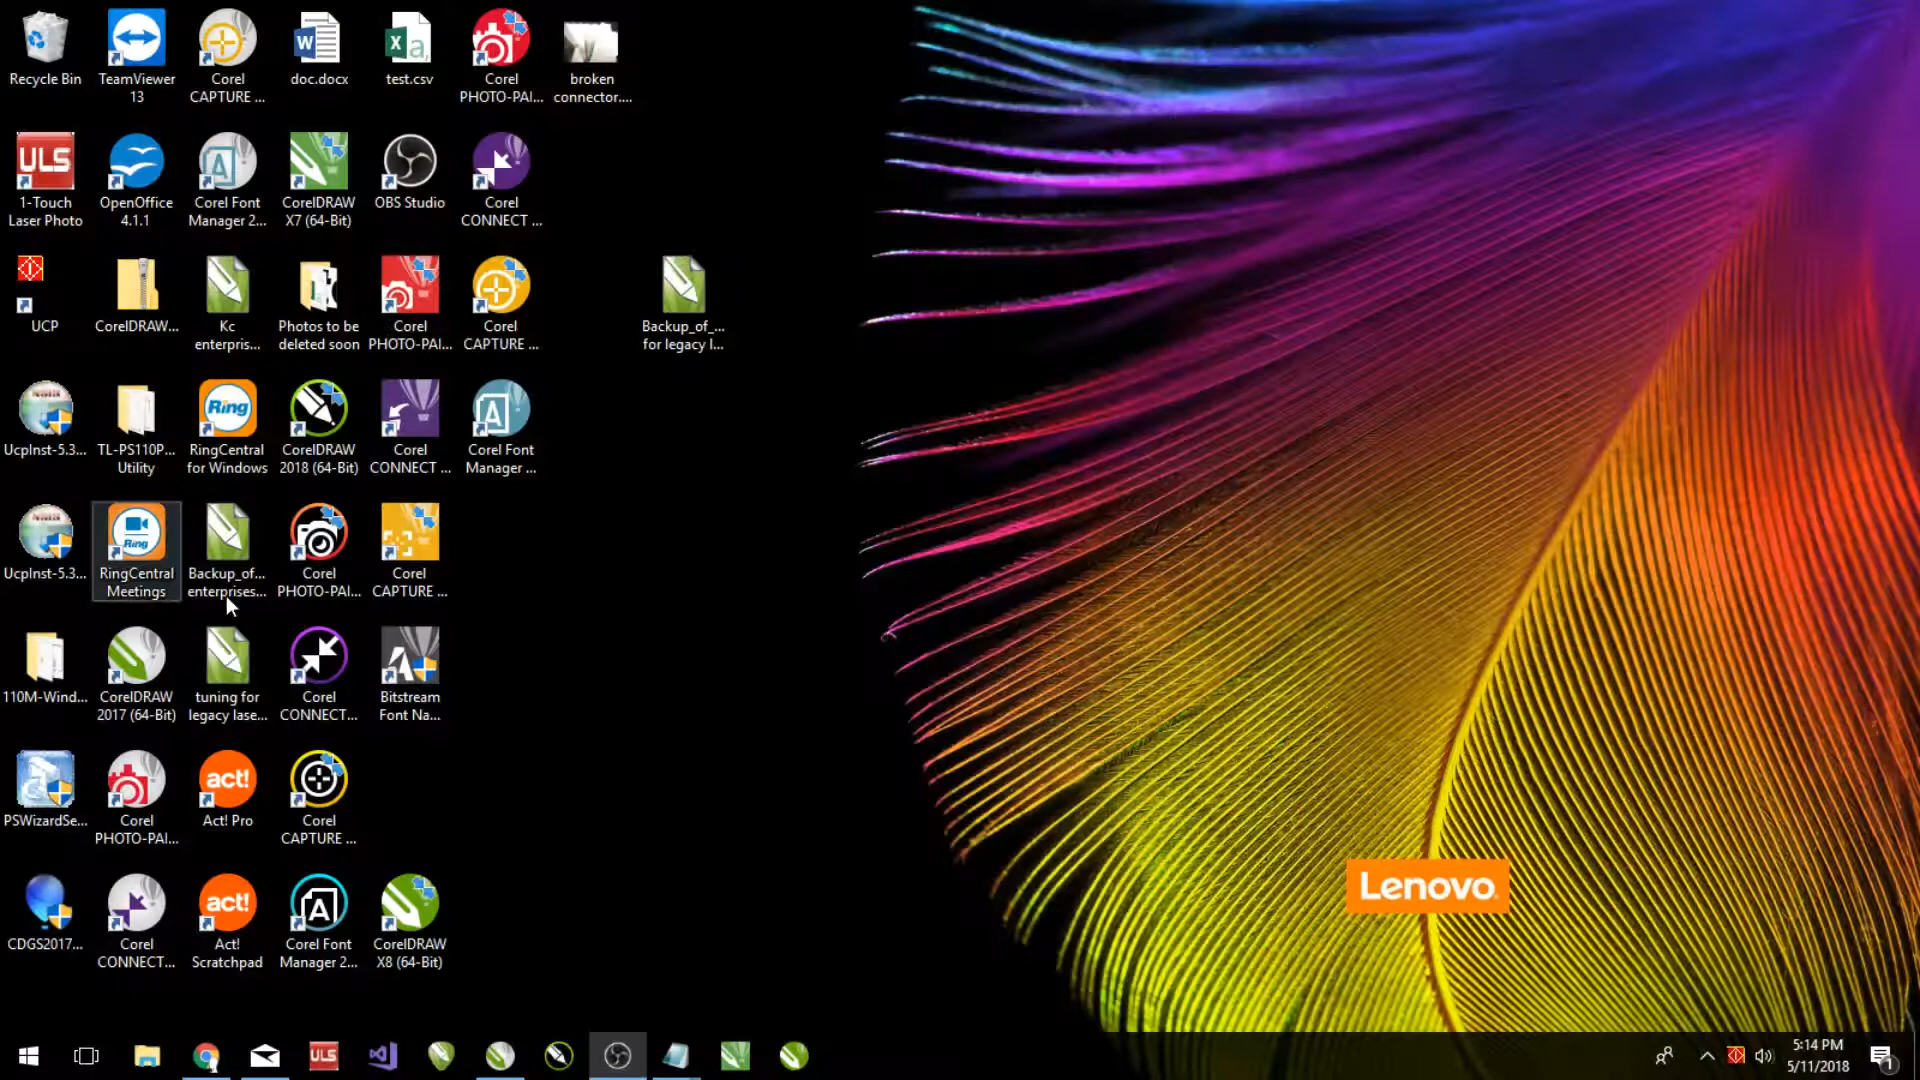 Recycle Bin
TeamViewer
13
Corel
CAPTURE ...
doc.docx
test.csv
Corel
PHOTO-PAI...
broken
connector....
ULS
1-Touch
Laser Photo
OpenOffice
4.1.1
Corel Font
Manager 2...
CorelDRAW
X7 (64-Bit)
OBS Studio
Corel
CONNECT ...
UCP
CorelDRAW...
Kc
enterpris...
Photos to be
deleted soon
Corel
PHOTO-PAI...
Corel
CAPTURE ...
Backup_of_...
for legacy l...
UcpInst-5.3...
TL-PS110P...
Utility
Ring
RingCentral
for Windows
CorelDRAW
2018 (64-Bit)
Corel
CONNECT ...
Corel Font
Manager ...
UcpInst-5.3...
Ring
RingCentral
Meetings
Backup_of...
enterprises...
Corel
PHOTO-PAI...
Corel
CAPTURE ...
110M-Wind...
CorelDRAW
2017 (64-Bit)
tuning for
legacy lase...
Corel
CONNECT...
Bitstream
Font Na...
PSWizardSe...
Corel
PHOTO-PAI...
act!
Act! Pro
Corel
CAPTURE ...
CDGS2017...
Corel
CONNECT...
act!
Act!
Scratchpad
Corel Font
Manager 2...
CorelDRAW
X8 (64-Bit)
Lenovo
ULS
5:14 PM
5/11/2018
1